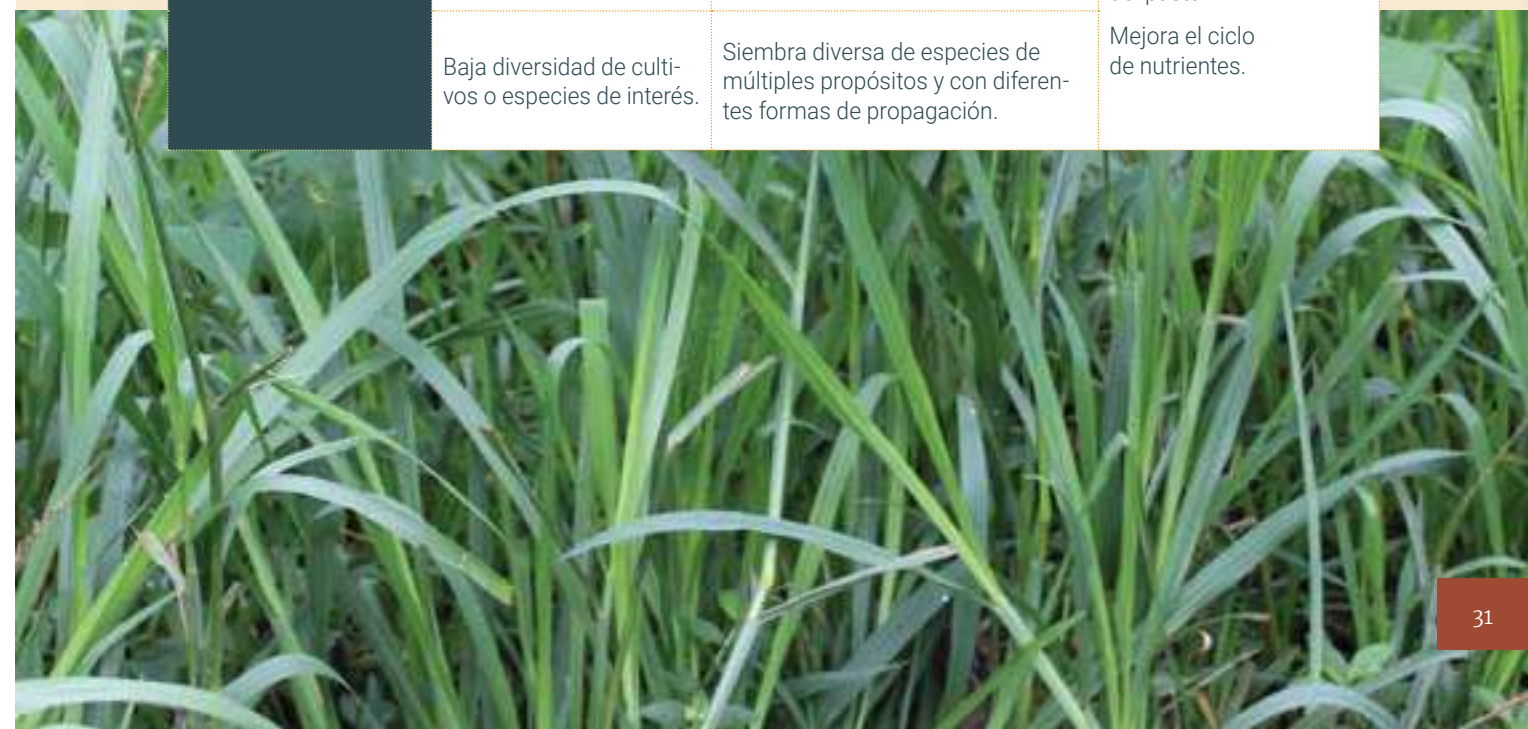 Baja diversidad de culti-
vos o especies de interés.
Siembra diversa de especies de
múltiples propósitos y con diferen-
tes formas de propagación.
Mejora el ciclo
de nutrientes.
31